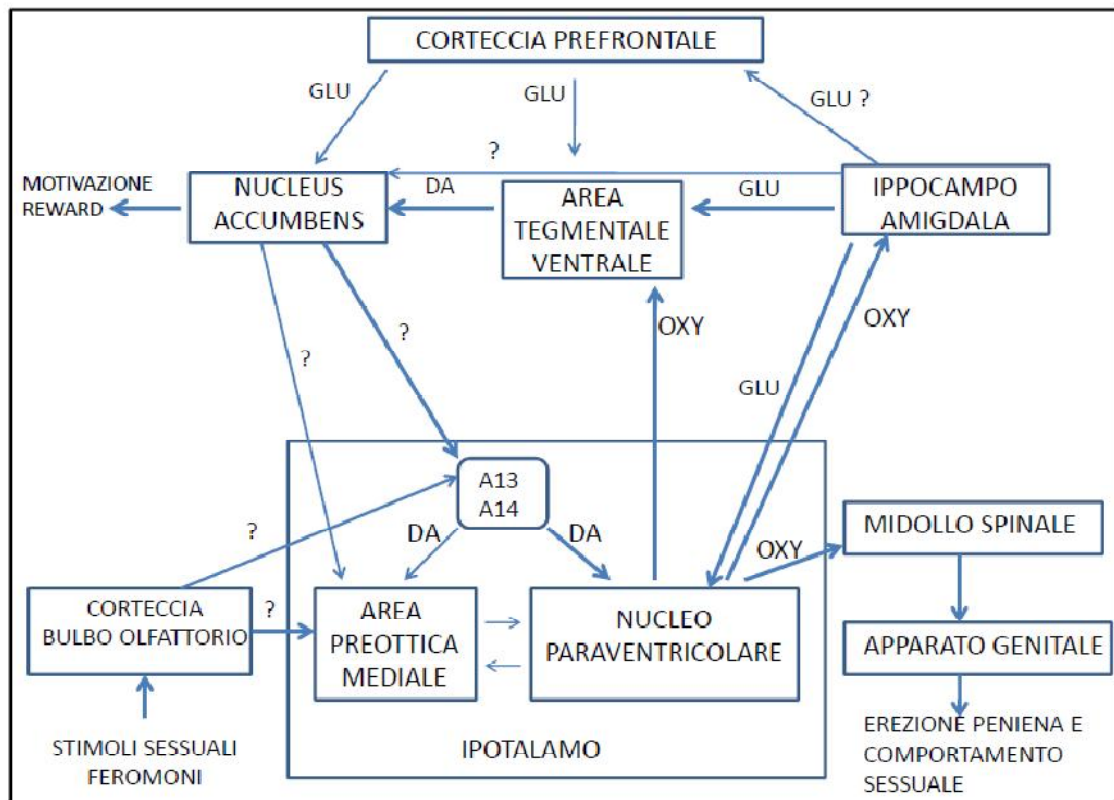 CORTECCIA PREFRONTALE
GLU
GLU
GLU ?
?
MOTIVAZIONE
REWARD
NUCLEUS
ACCUMBENS
DA
AREA
TEGMENTALE
VENTRALE
GLU
IPPOCAMPO
AMIGDALA
?
?
OXY
GLU
OXY
A13
A14
?
DA
DA
OXY
MIDOLLO SPINALE
CORTECCIA
BULBO OLFATTORIO
?
AREA
PREOTTICA
MEDIALE
NUCLEO
PARAVENTRICOLARE
APPARATO GENITALE
STIMOLI SESSUALI
FEROMONI
IPOTALAMO
EREZIONE PENIENA E
COMPORTAMENTO
SESSUALE